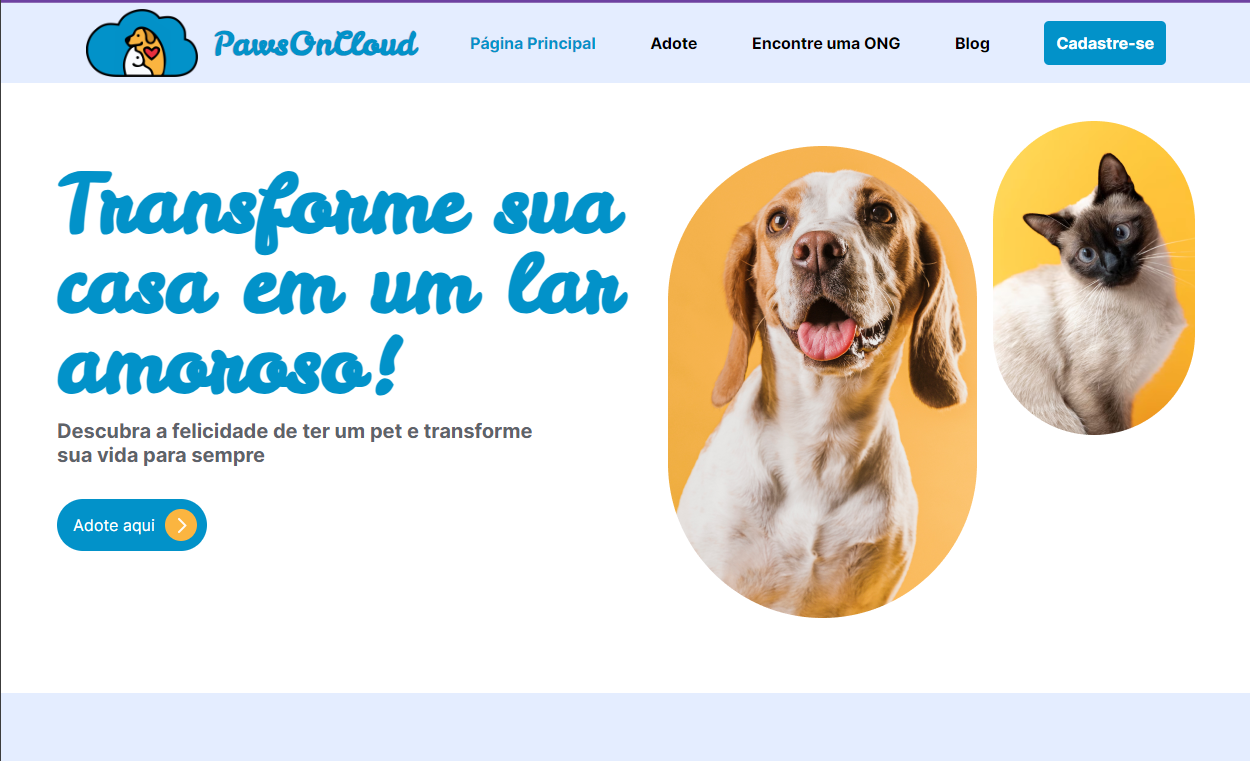 PawsOnCloud
Página Principal
Adote
Encontre uma ONG
Blog
Cadastre-se
Transforme sua
casa em um lar
amoroso!
Descubra a felicidade de ter um pet e transforme
sua vida para sempre
Adote aqui